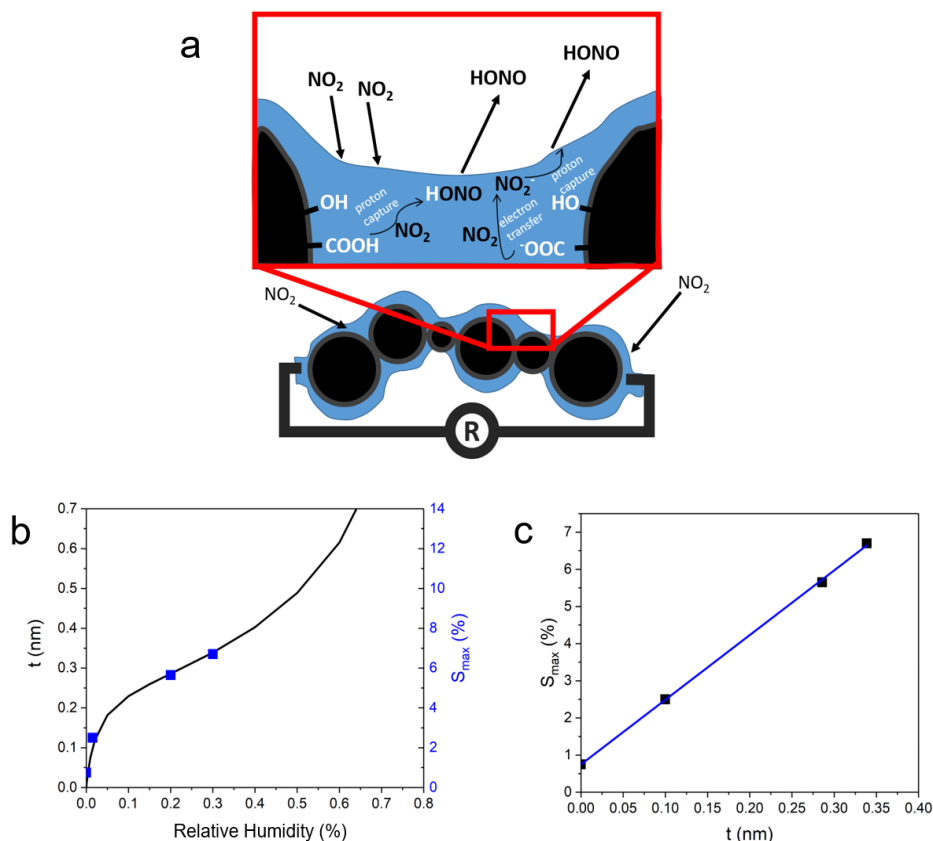 a
NO2
NO2
HONO
HONO
OH
proton
capture
HONO
NO2-
proton
capture
HO
COOH
NO2
NO2
electron
transfer
-OOC
NO2
NO2
R
b
0.7
0.6
0.5
0.4
0.3
0.2
0.1
0.0
t (nm)
0.0 0.1 0.2 0.3 0.4 0.5 0.6 0.7 0.8
Relative Humidity (%)
14
12
10
8
6
4
2
0
Smax (%)
c
7
6
5
4
3
2
1
0
Smax (%)
0.00 0.05 0.10 0.15 0.20 0.25 0.30 0.35 0.40
t (nm)